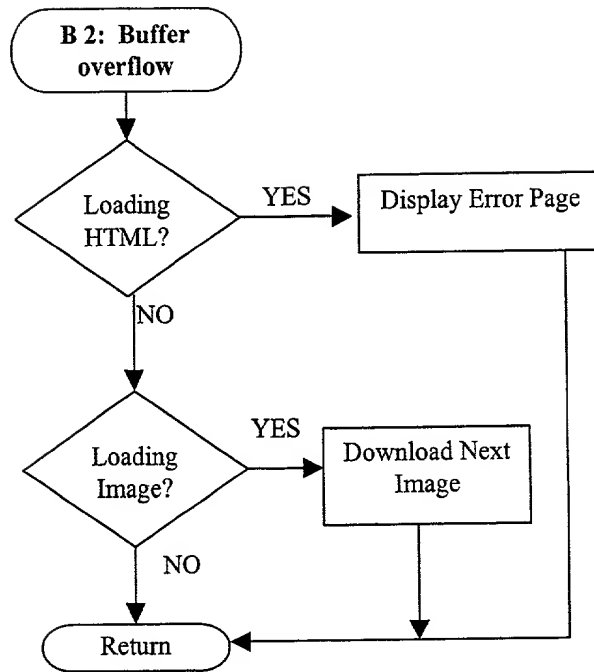 B 2: Buffer
overflow
Loading
HTML?
YES
Display Error Page
NO
Loading
Image?
YES
Download Next
Image
NO
Return